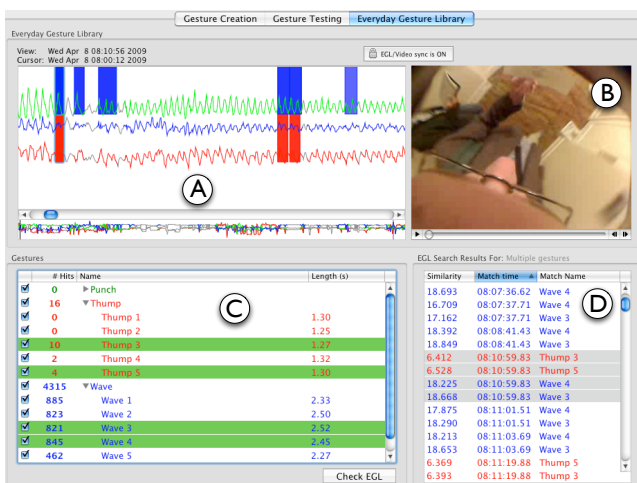 Gesture Creation Gesture Testing Everyday Gesture Library
Everyday Gesture Library
View: Wed Apr 8 08:10:56 2009
Cursor: Wed Apr 8 08:00:12 2009
EGL/Video sync is ON
A
B
Gestures
# Hits Name Length (s)
0 Punch
16 Thump
0 Thump 1 1.30
0 Thump 2 1.25
10 Thump 3 1.27
2 Thump 4 1.32
4 Thump 5 1.30
4315 Wave
885 Wave 1 2.33
823 Wave 2 2.50
821 Wave 3 2.52
845 Wave 4 2.45
462 Wave 5 2.27
C
Check EGL
EGL Search Results For: Multiple gestures
Similarity Match time Match Name
18.693 08:07:36.62 Wave 4
16.709 08:07:37.71 Wave 4
17.162 08:07:37.71 Wave 3
18.392 08:08:41.43 Wave 4
18.849 08:08:41.43 Wave 3
6.412 08:10:59.83 Thump 3
6.528 08:10:59.83 Thump 5
18.225 08:10:59.83 Wave 4
18.668 08:10:59.83 Wave 3
17.875 08:11:01.51 Wave 4
18.290 08:11:01.51 Wave 3
18.213 08:11:03.69 Wave 4
18.653 08:11:03.69 Wave 3
6.369 08:11:19.88 Thump 5
6.393 08:11:19.88 Thump 3
D